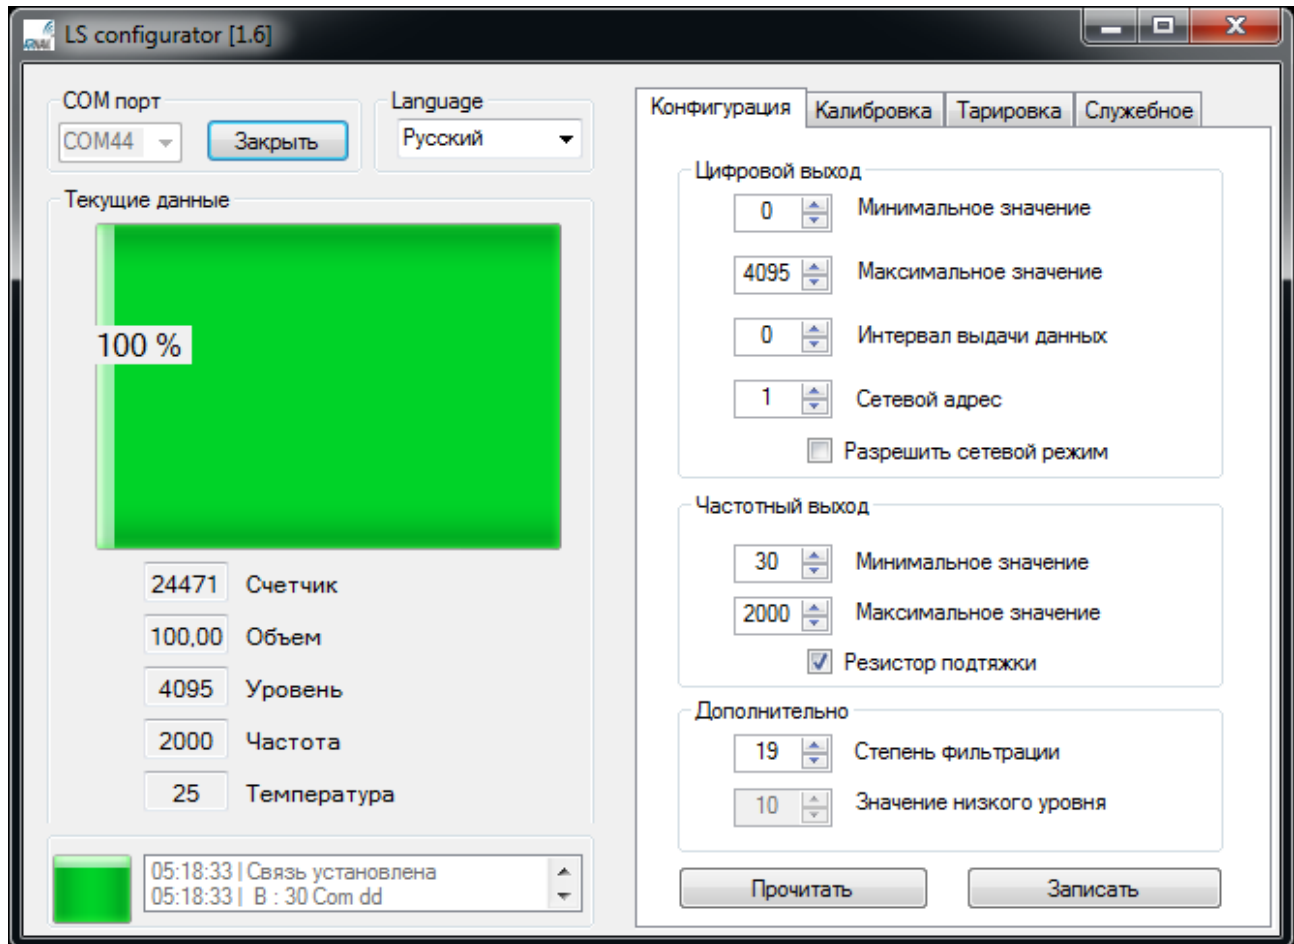 LS configurator [1.6]
COM порт
COM44
Закрыть
Language
Русский
Текущие данные
100 %
24471 Счетчик
100,00 Объем
4095 Уровень
2000 Частота
25 Температура
05:18:33 | Связь установлена
05:18:33 | B : 30 Com dd
Конфигурация Калибровка Тарировка Служебное
Цифровой выход
0 Минимальное значение
4095 Максимальное значение
0 Интервал выдачи данных
1 Сетевой адрес
Разрешить сетевой режим
Частотный выход
30 Минимальное значение
2000 Максимальное значение
Резистор подтяжки
Дополнительно
19 Степень фильтрации
10 Значение низкого уровня
Прочитать Записать